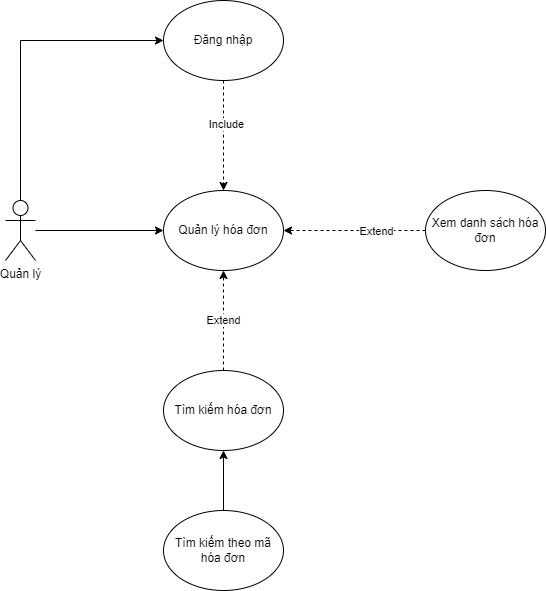 Đăng nhập
Include
Quản lý hóa đơn
Extend
Xem danh sách hóa
đơn
Quản lý
Extend
Tìm kiếm hóa đơn
Tìm kiếm theo mã
hóa đơn